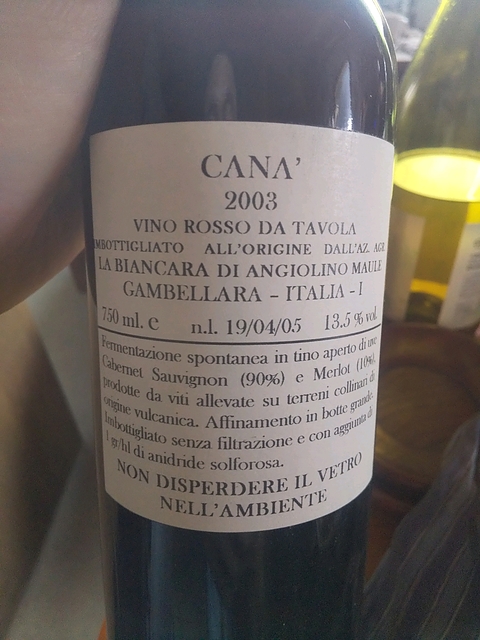 CANA'
2003
VINO ROSSO DA TAVOLA
IMBOTTIGLIATO ALL'ORIGINE DALL'AZ. AGR.
LA BIANCARA DI ANGIOLINO MAULE
GAMBELLARA - ITALIA - I
750 ml. e n.l. 19/04/05 13.5 % vol.
Fermentazione spontanea in tino aperto di uve
Cabernet Sauvignon (90%) e Merlot (10%),
prodotte da viti allevate su terreni collinari di
origine vulcanica. Affinamento in botte grande.
Imbottigliato senza filtrazione e con aggiunta di
1 gr/hl di anidride solforosa.
NON DISPERDERE IL VETRO
NELL'AMBIENTE